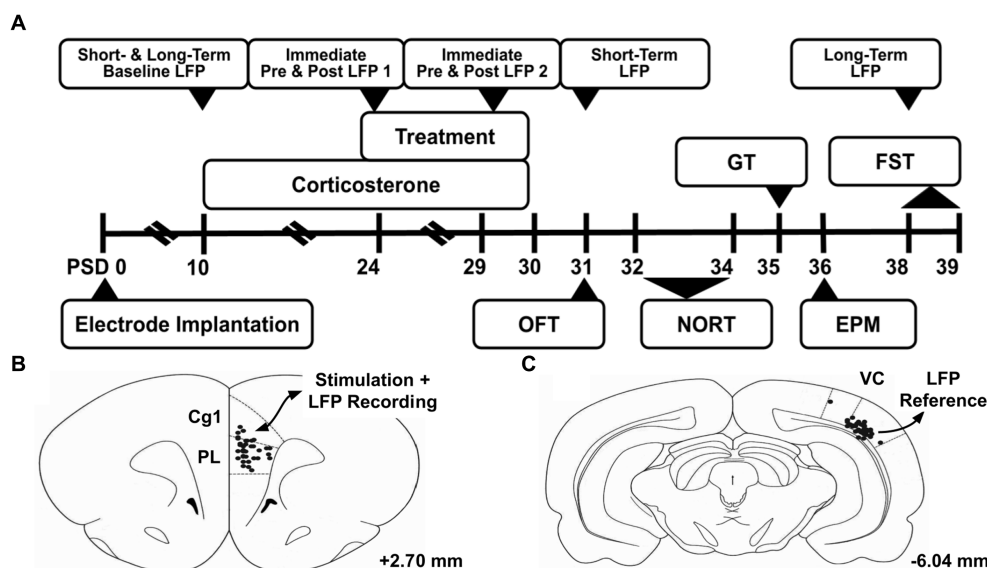 A
Short- & Long-Term
Baseline LFP
Immediate
Pre & Post LFP 1
Immediate
Pre & Post LFP 2
Short-Term
LFP
Long-Term
LFP
Treatment
GT
FST
Corticosterone
PSD 0
10
24
29
30
31
32
34
35
36
38
39
Electrode Implantation
OFT
NORT
EPM
B
Stimulation +
LFP Recording
Cg1
PL
+2.70 mm
C
VC
LFP
Reference
-6.04 mm